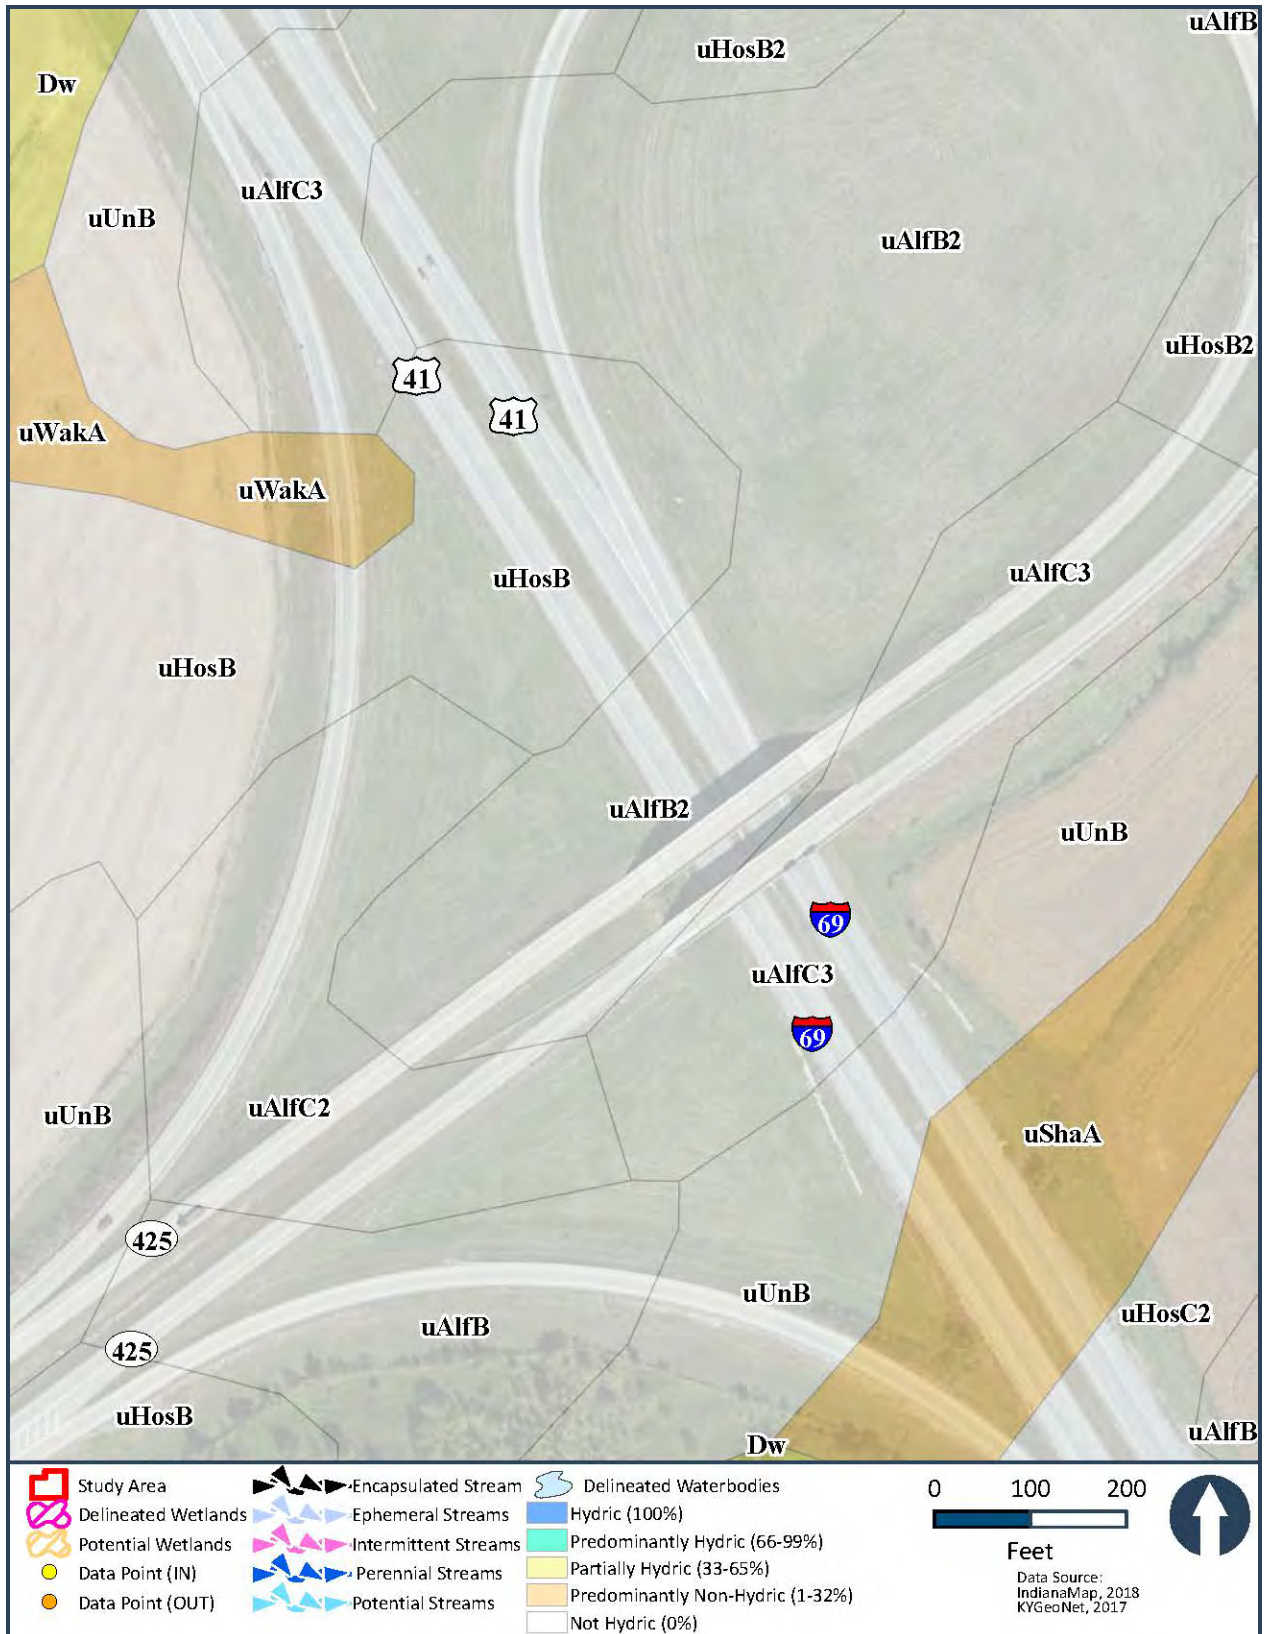 uAlfB
uHosB2
Dw
uAlfC3
uUnB
uAlfB2
uHosB2
41
41
uWakA
uWakA
uHosB
uAlfC3
uHosB
uAlfB2
uUnB
69
uAlfC3
69
uAlfC2
uUnB
uShaA
425
uUnB
uHosC2
uAlfB
425
uHosB
uAlfB
Dw
Study Area
Delineated Wetlands
Potential Wetlands
Data Point (IN)
Data Point (OUT)
Encapsulated Stream
Ephemeral Streams
Intermittent Streams
Perennial Streams
Potential Streams
Delineated Waterbodies
Hydric (100%)
Predominantly Hydric (66-99%)
Partially Hydric (33-65%)
Predominantly Non-Hydric (1-32%)
Not Hydric (0%)
0 100 200
Feet
Data Source:
IndianaMap, 2018
KYGeoNet, 2017